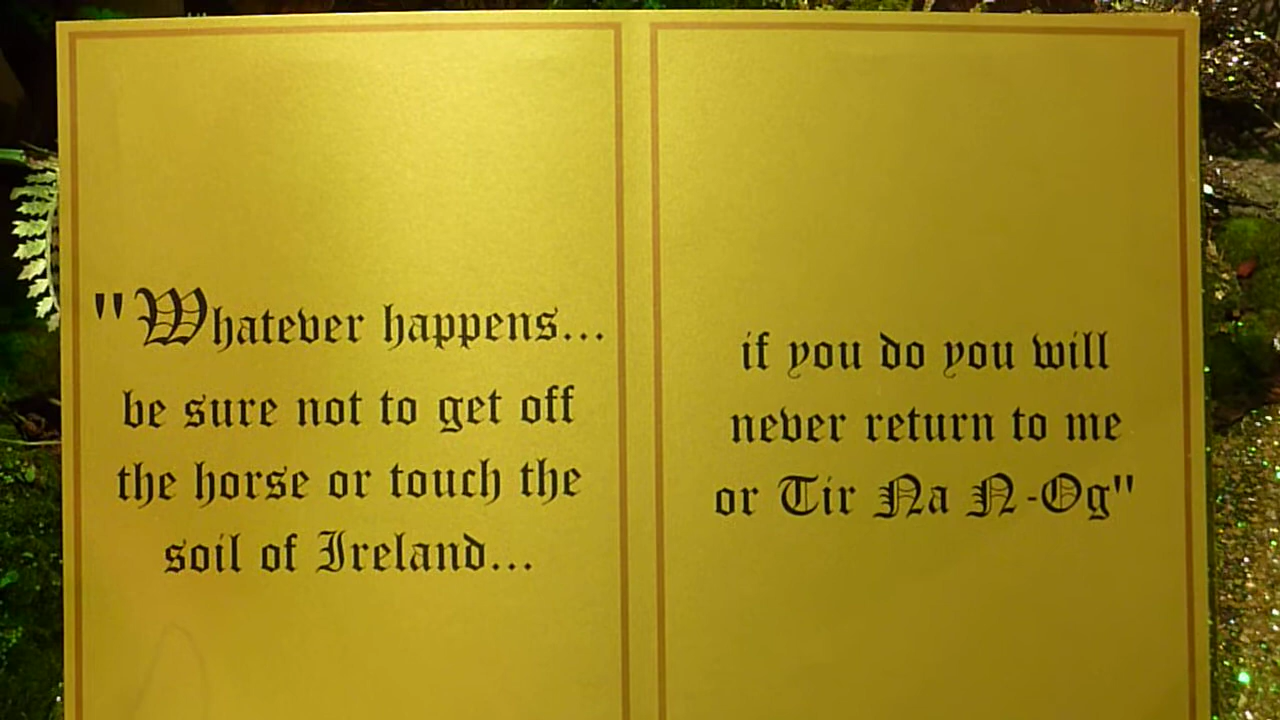 "Whatever happens...
be sure not to get off
the horse or touch the
soil of Ireland...
if you do you will
never return to me
or Tir Na N-Og"